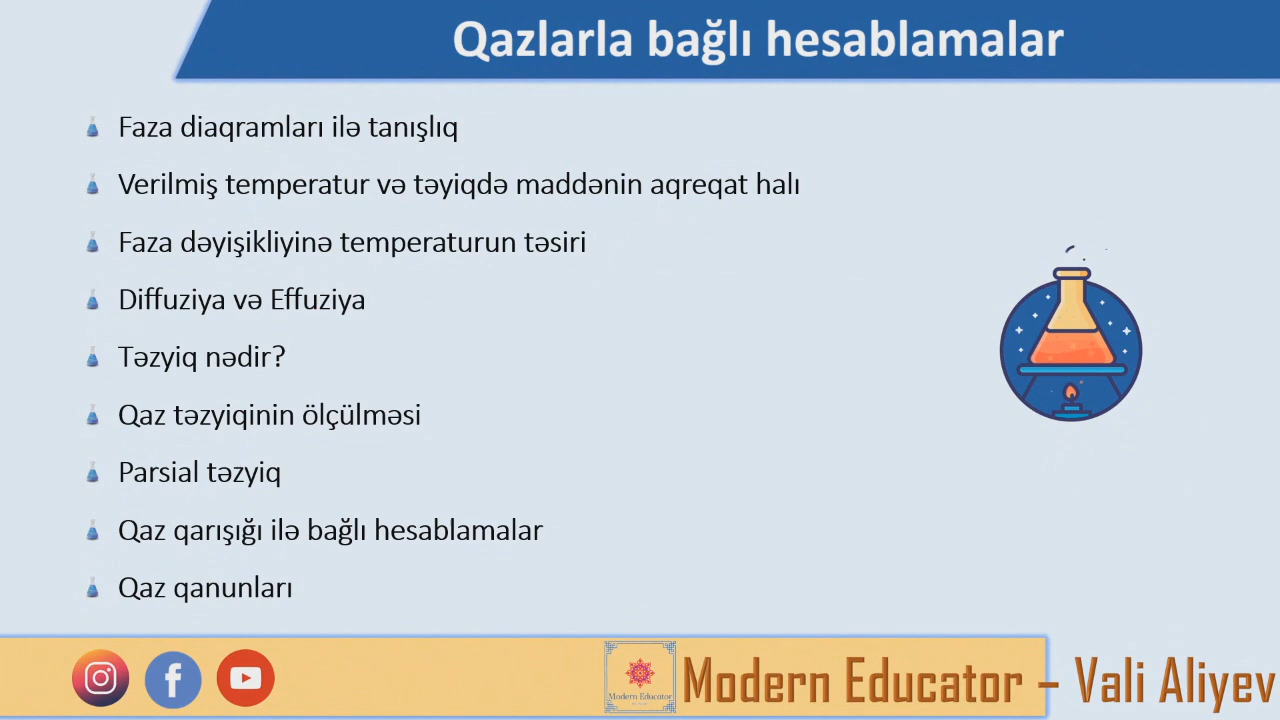 Qazlarla bağlı hesablamalar
Faza diaqramları ilə tanışlıq
Verilmiş temperatur və təyiqdə maddənin aqreqat halı
Faza dəyişikliyinə temperaturun təsiri
Diffuziya və Effuziya
Təzyiq nədir?
Qaz təzyiqinin ölçülməsi
Parsial təzyiq
Qaz qarışığı ilə bağlı hesablamalar
Qaz qanunları
Modern Educator
Modern Educator – Vali Aliyev